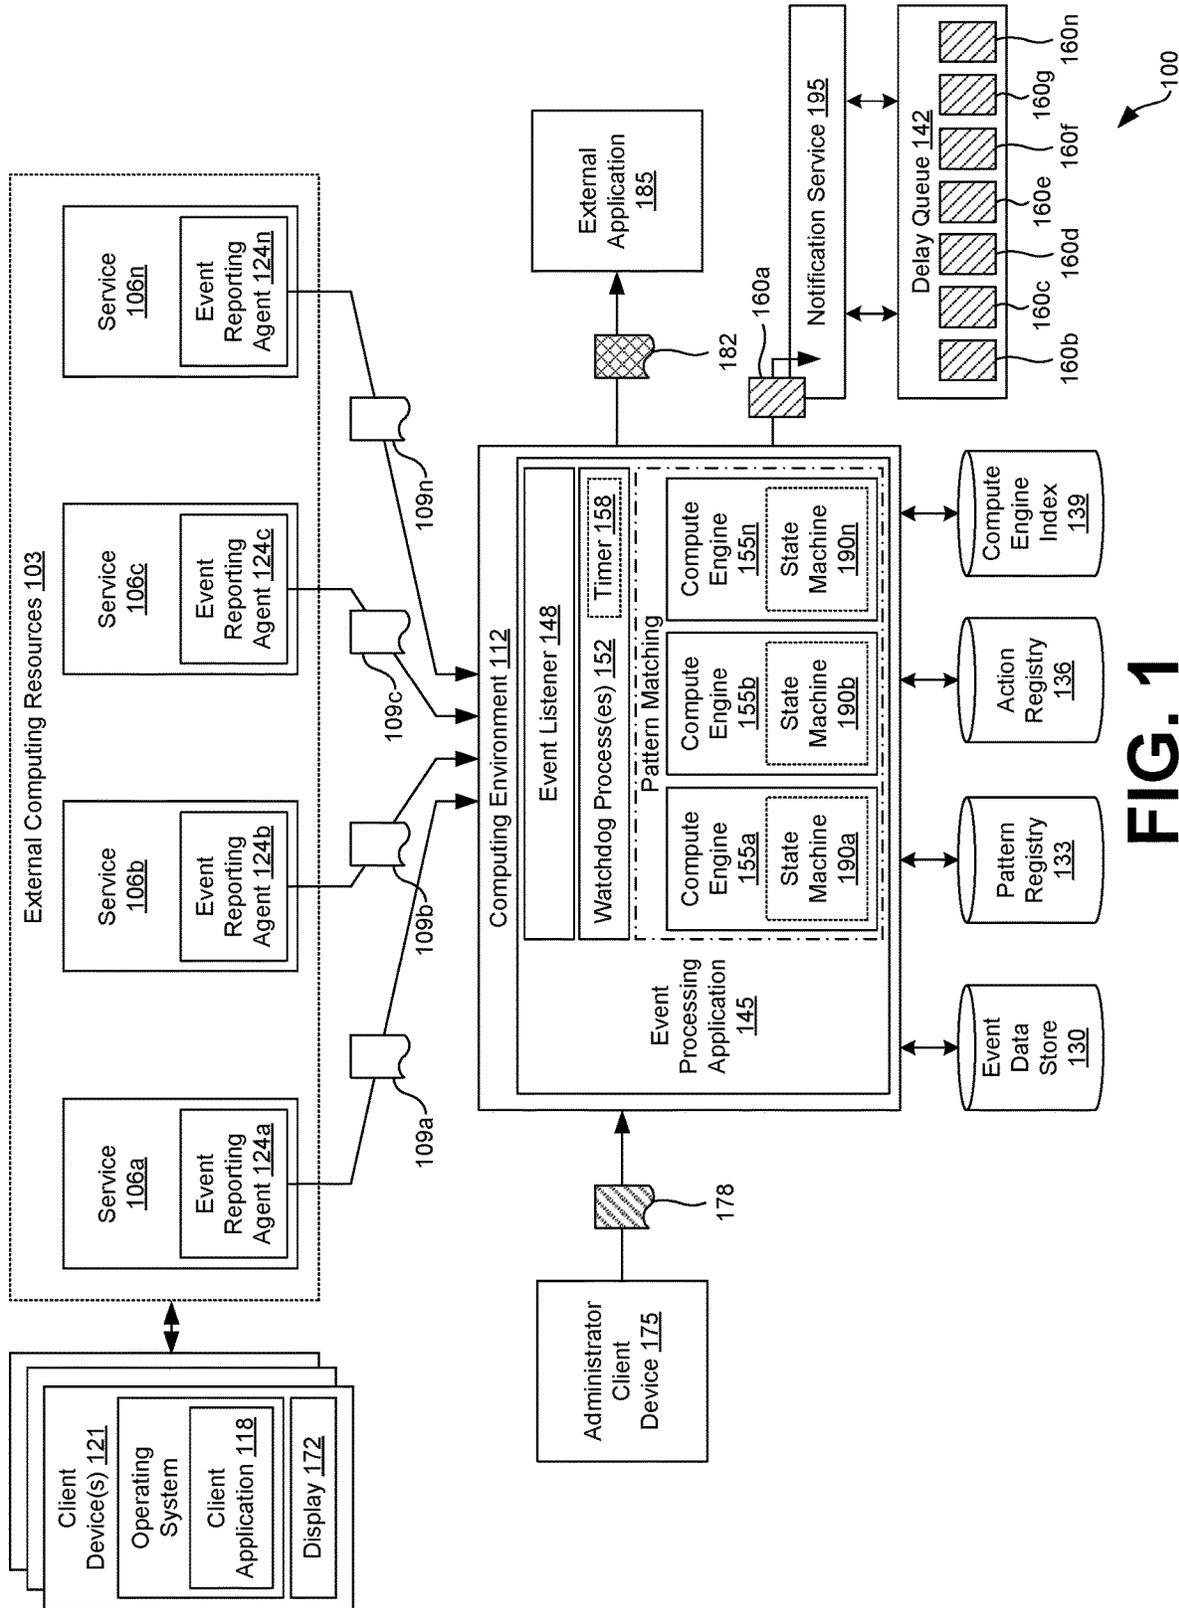 External Computing Resources 103
Client
Device(s) 121
Operating
System
Client
Application 118
Display 172
Service
106a
Event
Reporting
Agent 124a
Service
106b
Event
Reporting
Agent 124b
Service
106c
Event
Reporting
Agent 124c
Service
106n
Event
Reporting
Agent 124n
109a
109b
109c
109n
Administrator
Client
Device 175
178
Computing Environment 112
Event
Processing
Application
145
Event Listener 148
Watchdog Process(es) 152
Timer 158
Pattern Matching
Compute
Engine
155a
State
Machine
190a
Compute
Engine
155b
State
Machine
190b
Compute
Engine
155n
State
Machine
190n
182
External
Application
185
160a
Notification Service 195
Delay Queue 142
160b
160c
160d
160e
160f
160g
160n
Event
Data
Store
130
Pattern
Registry
133
Action
Registry
136
Compute
Engine
Index
139
100
FIG. 1